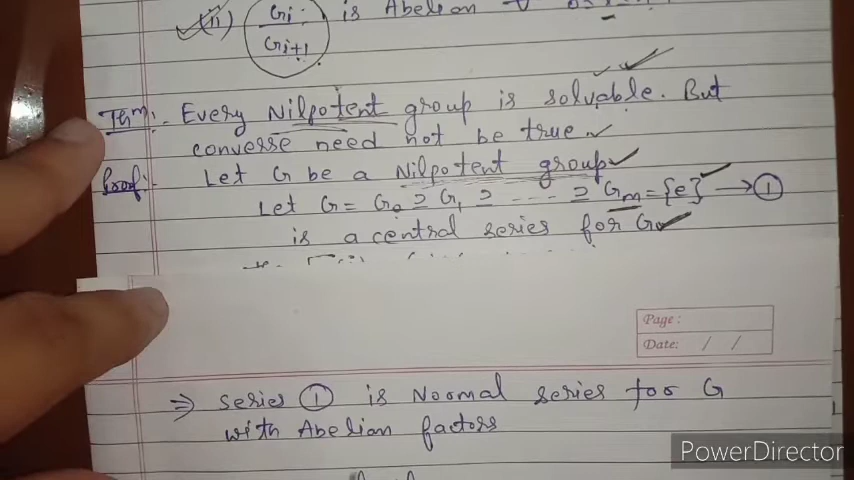 (ii) Gi/Gi+1 is Abelian ∀
Thm:- Every Nilpotent group is solvable. But
converse need not be true
Proof:- Let G be a Nilpotent group
Let G = G₀ ⊇ G₁ ⊇ ---- ⊇ Gm = {e} → ①
is a central series for G
Page:
Date: / /
⇒ series ① is Normal series for G
with Abelian factors
PowerDirector